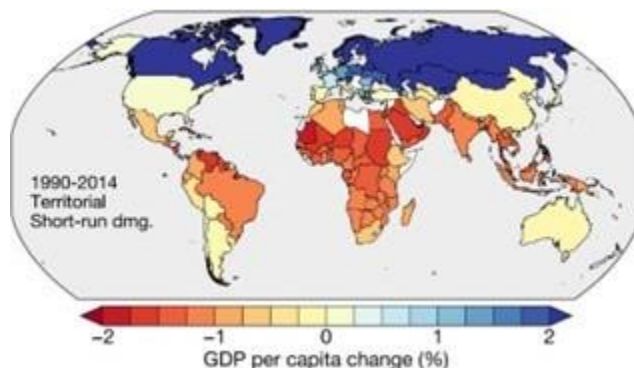 1990-2014
Territorial
Short-run dmg.
−2 −1 0 1 2
GDP per capita change (%)